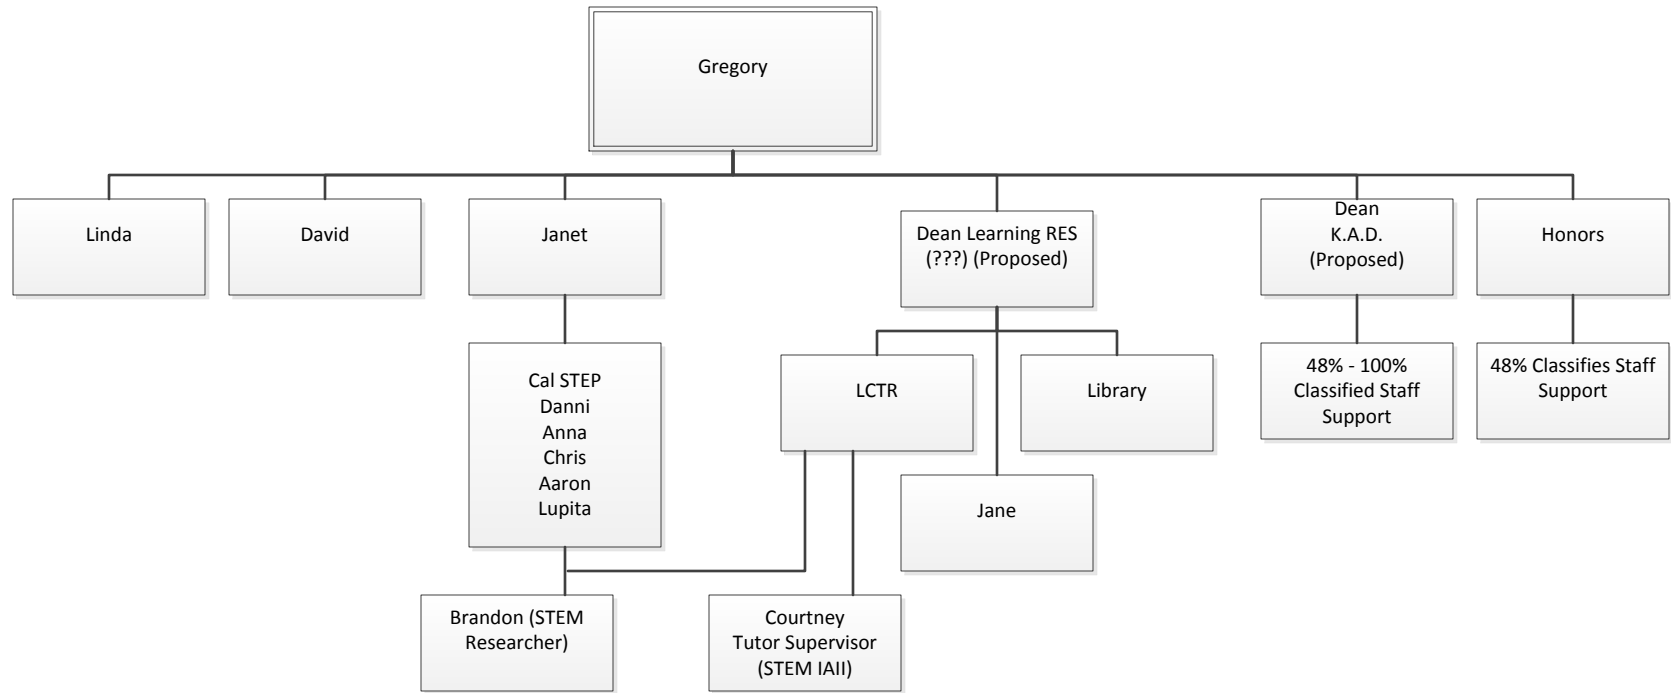 Gregory
Linda
David
Janet
Dean Learning RES
(???) (Proposed)
Dean
K.A.D.
(Proposed)
Honors
Cal STEP
Danni
Anna
Chris
Aaron
Lupita
LCTR
Library
48% - 100%
Classified Staff
Support
48% Classifies Staff
Support
Jane
Brandon (STEM
Researcher)
Courtney
Tutor Supervisor
(STEM IAII)